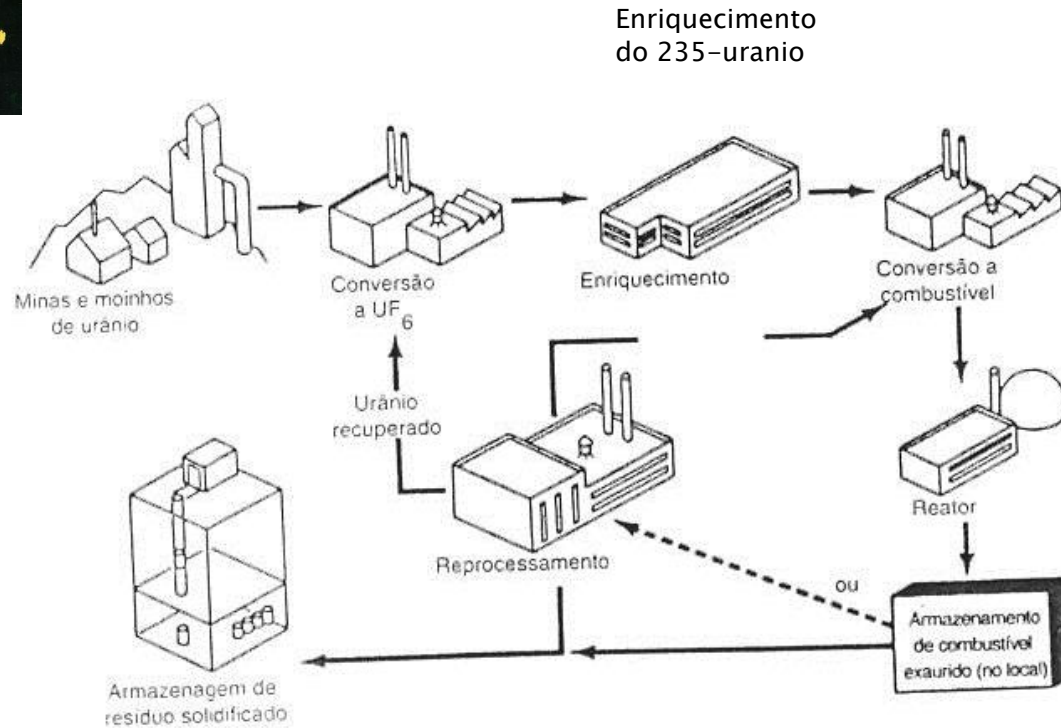 Enriquecimento
do 235-uranio
Minas e moinhos
de urânio
Conversão
a UF6
Enriquecimento
Conversão a
combustível
Urânio
recuperado
Reprocessamento
Reator
ou
Armazenamento
de combustível
exaurido (no local)
Armazenagem de
resíduo solidificado